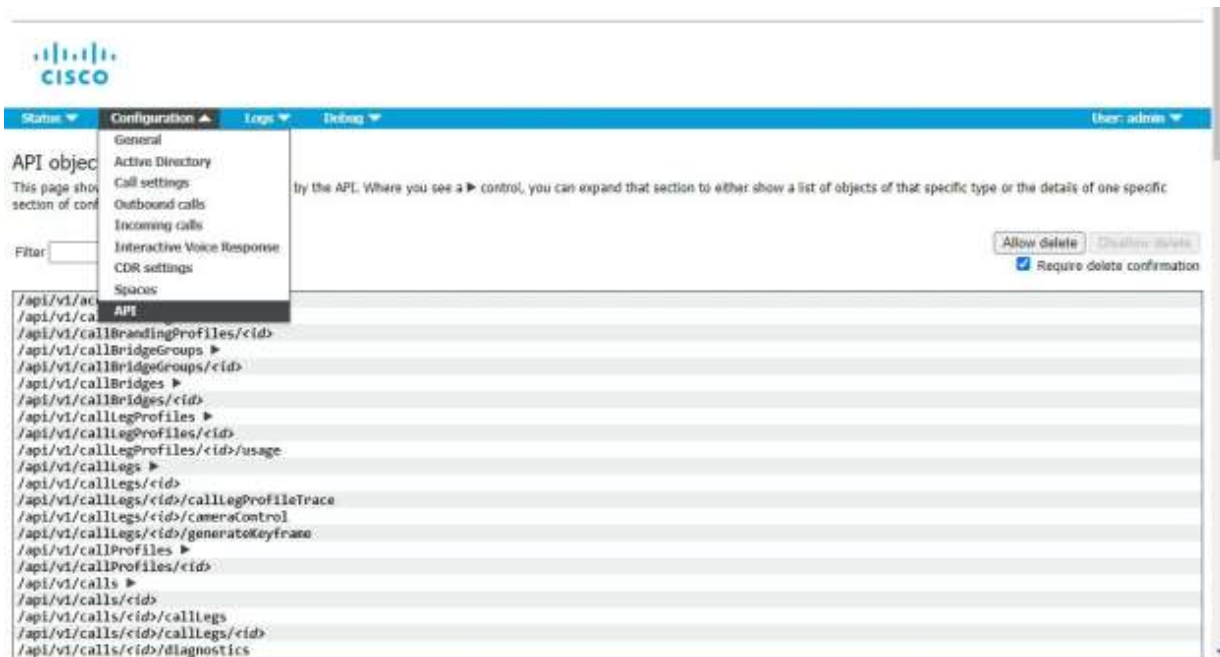 CISCO
Status Configuration Logs Debug User: admin
General
Active Directory
Call settings
Outbound calls
Incoming calls
Interactive Voice Response
CDR settings
Spaces
API
API objec
This page shov by the API. Where you see a ▶ control, you can expand that section to either show a list of objects of that specific type or the details of one specific
section of conf
Filter
Allow delete Disallow delete
Require delete confirmation
/api/v1/ac
/api/v1/ca
/api/v1/callBrandingProfiles/<id>
/api/v1/callBridgeGroups ▶
/api/v1/callBridgeGroups/<id>
/api/v1/callBridges ▶
/api/v1/callBridges/<id>
/api/v1/callLegProfiles ▶
/api/v1/callLegProfiles/<id>
/api/v1/callLegProfiles/<id>/usage
/api/v1/callLegs ▶
/api/v1/callLegs/<id>
/api/v1/callLegs/<id>/callLegProfileTrace
/api/v1/callLegs/<id>/cameraControl
/api/v1/callLegs/<id>/generateKeyframe
/api/v1/callProfiles ▶
/api/v1/callProfiles/<id>
/api/v1/calls ▶
/api/v1/calls/<id>
/api/v1/calls/<id>/callLegs
/api/v1/calls/<id>/callLegs/<id>
/api/v1/calls/<id>/diagnostics